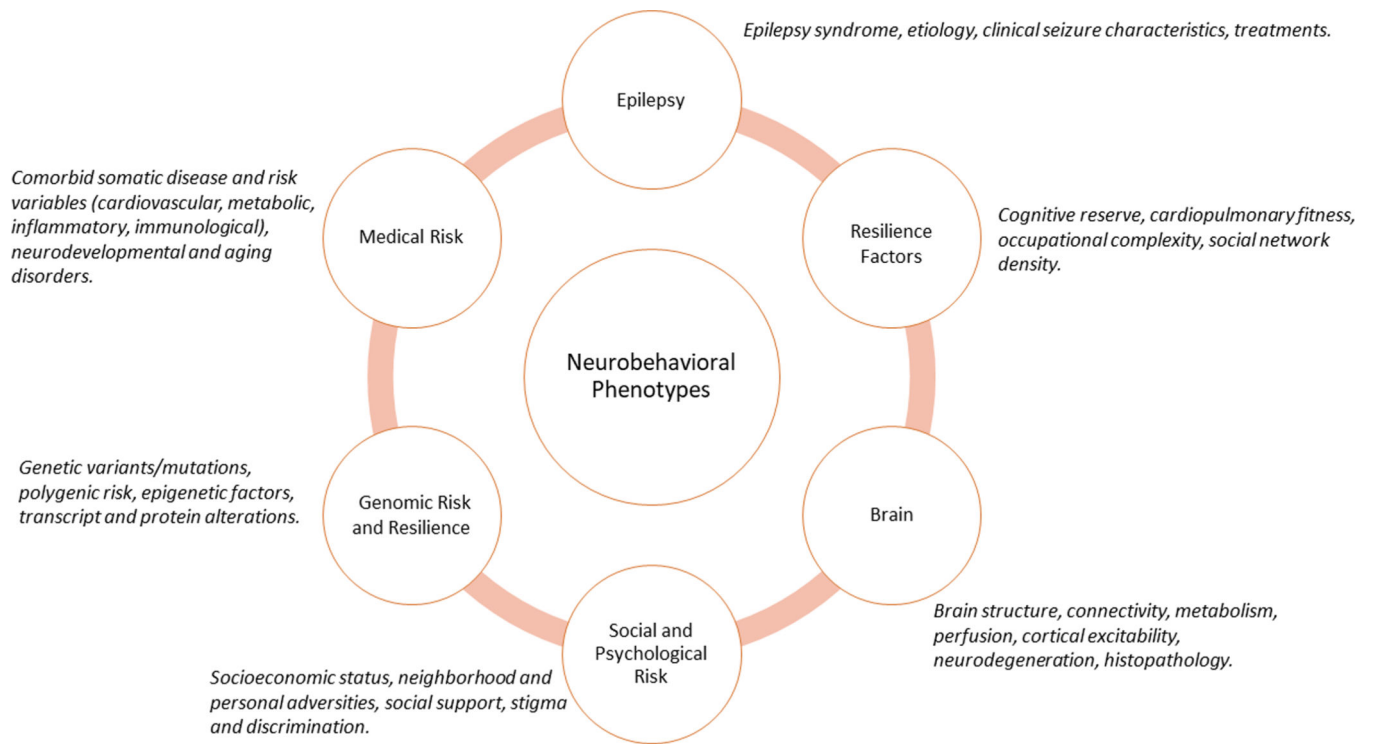 Epilepsy syndrome, etiology, clinical seizure characteristics, treatments.
Epilepsy
Comorbid somatic disease and risk
variables (cardiovascular, metabolic,
inflammatory, immunological),
neurodevelopmental and aging
disorders.
Medical Risk
Resilience
Factors
Cognitive reserve, cardiopulmonary fitness,
occupational complexity, social network
density.
Neurobehavioral
Phenotypes
Genetic variants/mutations,
polygenic risk, epigenetic factors,
transcript and protein alterations.
Genomic Risk
and Resilience
Brain
Brain structure, connectivity, metabolism,
perfusion, cortical excitability,
neurodegeneration, histopathology.
Social and
Psychological
Risk
Socioeconomic status, neighborhood and
personal adversities, social support, stigma
and discrimination.